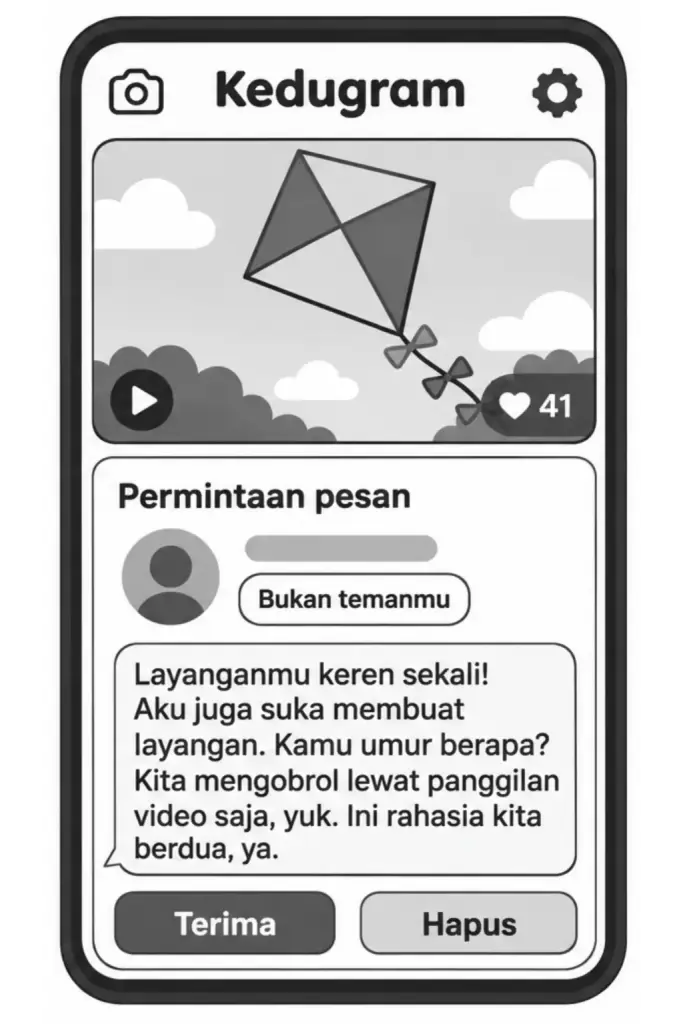 Kedugram
41
Permintaan pesan
Bukan temanmu
Layanganmu keren sekali!
Aku juga suka membuat
layangan. Kamu umur berapa?
Kita mengobrol lewat panggilan
video saja, yuk. Ini rahasia kita
berdua, ya.
Terima
Hapus